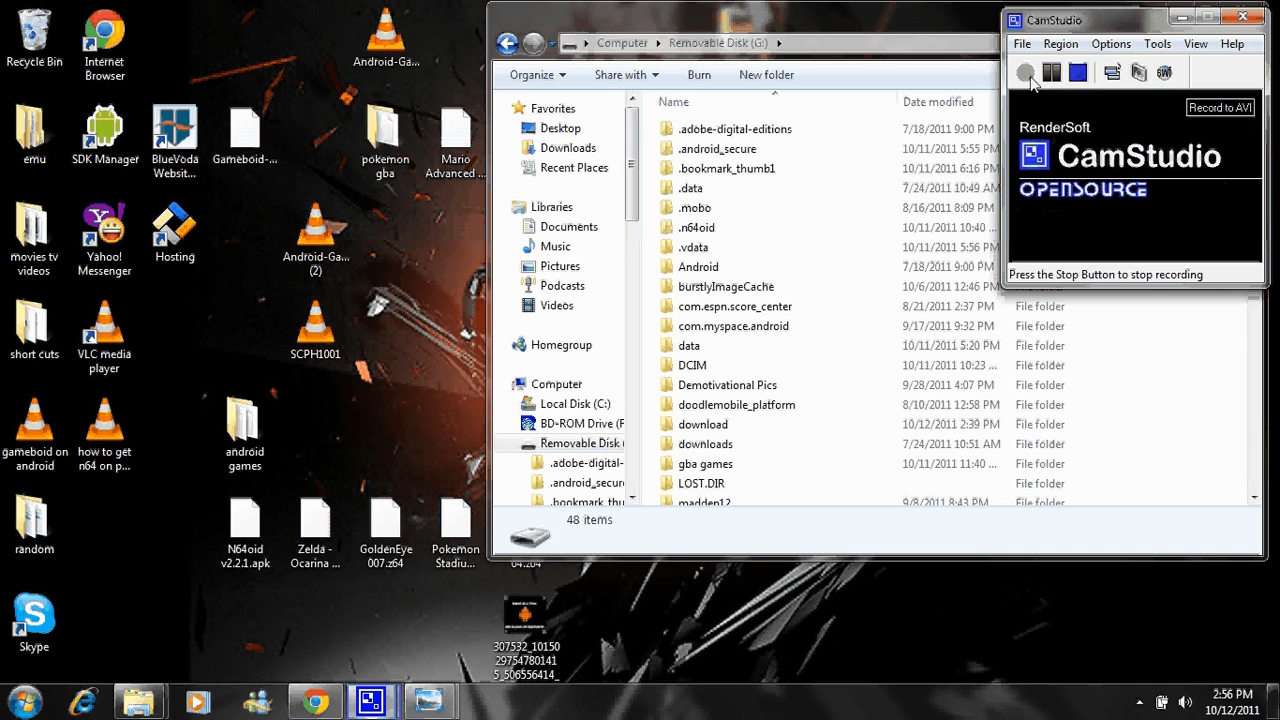 Recycle Bin
Internet
Browser
Android-Ga...
emu
SDK Manager
BlueVoda
Websit...
Gameboid-...
pokemon
gba
Mario
Advanced ...
movies tv
videos
Yahoo!
Messenger
Hosting
Android-Ga...
(2)
short cuts
VLC media
player
SCPH1001
gameboid on
android
how to get
n64 on p...
android
games
random
N64oid
v2.2.1.apk
Zelda -
Ocarina ...
GoldenEye
007.z64
Pokemon
Stadiu...
64.z64
Skype
307532_10150
29754780141
5_506556414_
Computer
Removable Disk (G:)
Organize
Share with
Burn
New folder
Favorites
Desktop
Downloads
Recent Places
Libraries
Documents
Music
Pictures
Podcasts
Videos
Homegroup
Computer
Local Disk (C:)
BD-ROM Drive (F
Removable Disk (
.adobe-digital-
.android_secur
.bookmark_thu
Name
Date modified
.adobe-digital-editions 7/18/2011 9:00 PM
.android_secure 10/11/2011 5:55 PM
.bookmark_thumb1 10/11/2011 6:16 PM
.data 7/24/2011 10:49 AM
.mobo 8/16/2011 8:09 PM
.n64oid 10/11/2011 10:40 ...
.vdata 10/11/2011 5:56 PM
Android 7/18/2011 9:00 PM
burstlyImageCache 10/6/2011 12:46 PM
com.espn.score_center 8/21/2011 2:37 PM File folder
com.myspace.android 9/17/2011 9:32 PM File folder
data 10/11/2011 5:20 PM File folder
DCIM 10/11/2011 10:23 ... File folder
Demotivational Pics 9/28/2011 4:07 PM File folder
doodlemobile_platform 8/10/2011 12:58 PM File folder
download 10/12/2011 2:39 PM File folder
downloads 7/24/2011 10:51 AM File folder
gba games 10/11/2011 11:40 ... File folder
LOST.DIR File folder
madden12 9/8/2011 8:43 PM File folder
48 items
CamStudio
File Region Options Tools View Help
Record to AVI
RenderSoft
CamStudio
OPENSOURCE
Press the Stop Button to stop recording
2:56 PM
10/12/2011